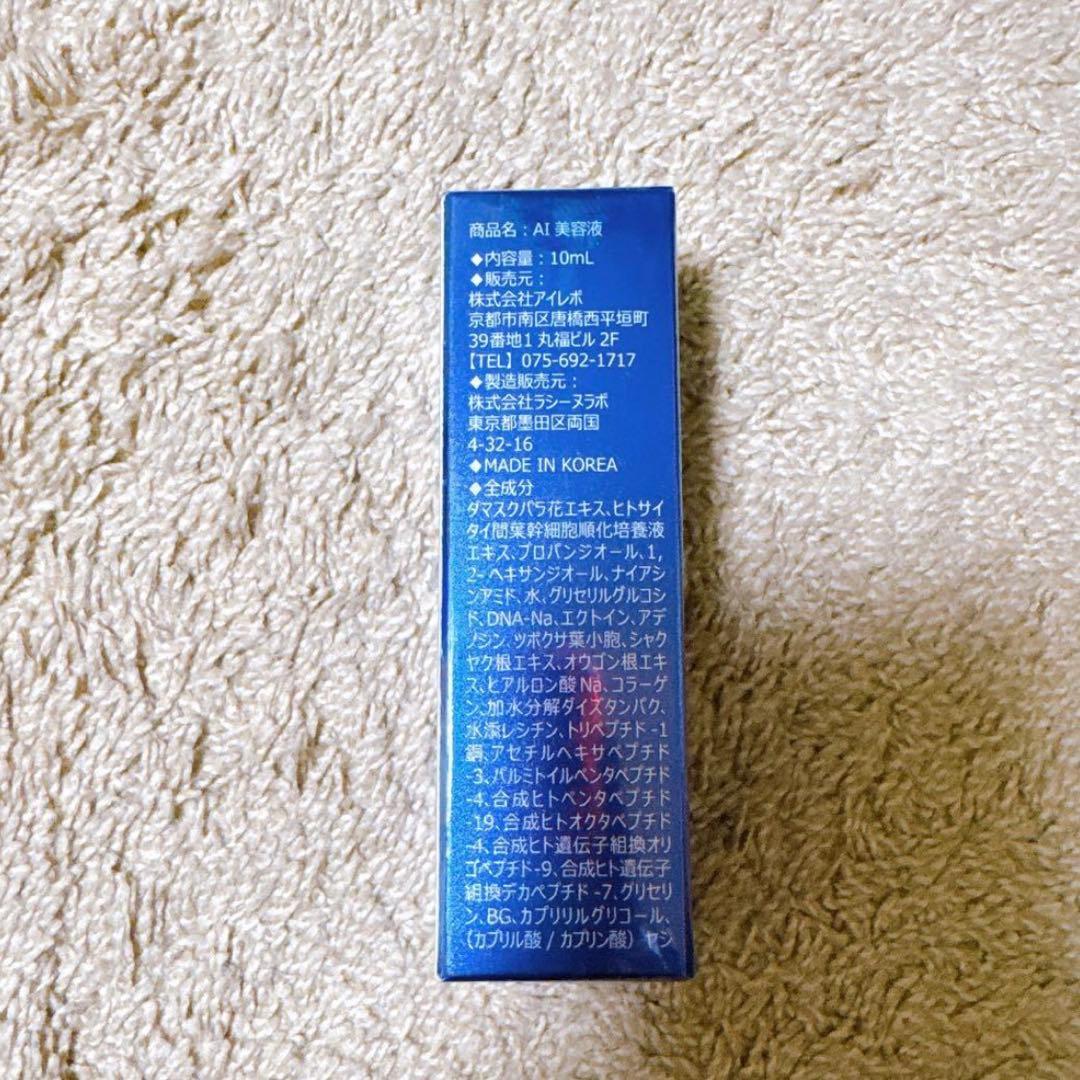 商品名：AI 美容液
◆内容量：10mL
◆販売元：
株式会社アイレボ
京都市南区唐橋西平垣町
39番地1 丸福ビル 2F
【TEL】075-692-1717
◆製造販売元：
株式会社ラシーヌラボ
東京都墨田区両国
4-32-16
◆MADE IN KOREA
◆全成分
ダマスクバラ花エキス、ヒトサイ
タイ間葉幹細胞順化培養液
エキス、プロパンジオール、1,
2- ヘキサンジオール、ナイアシ
ンアミド、水、グリセリルグルコシ
ド、DNA-Na、エクトイン、アデ
ノシン、ツボクサ葉小胞、シャク
ヤク根エキス、オウゴン根エキ
ス、ヒアルロン酸 Na、コラーゲ
ン、加水分解ダイズタンパク、
水添レシチン、トリペプチド -1
銅、アセチルヘキサペプチド
-3、パルミトイルペンタペプチド
-4、合成ヒトペンタペプチド
-19、合成ヒトオクタペプチド
-4、合成ヒト遺伝子組換オリ
ゴペプチド-9、合成ヒト遺伝子
組換デカペプチド -7、グリセリ
ン、BG、カプリリルグリコール、
（カプリル酸 / カプリン酸） ヤシ